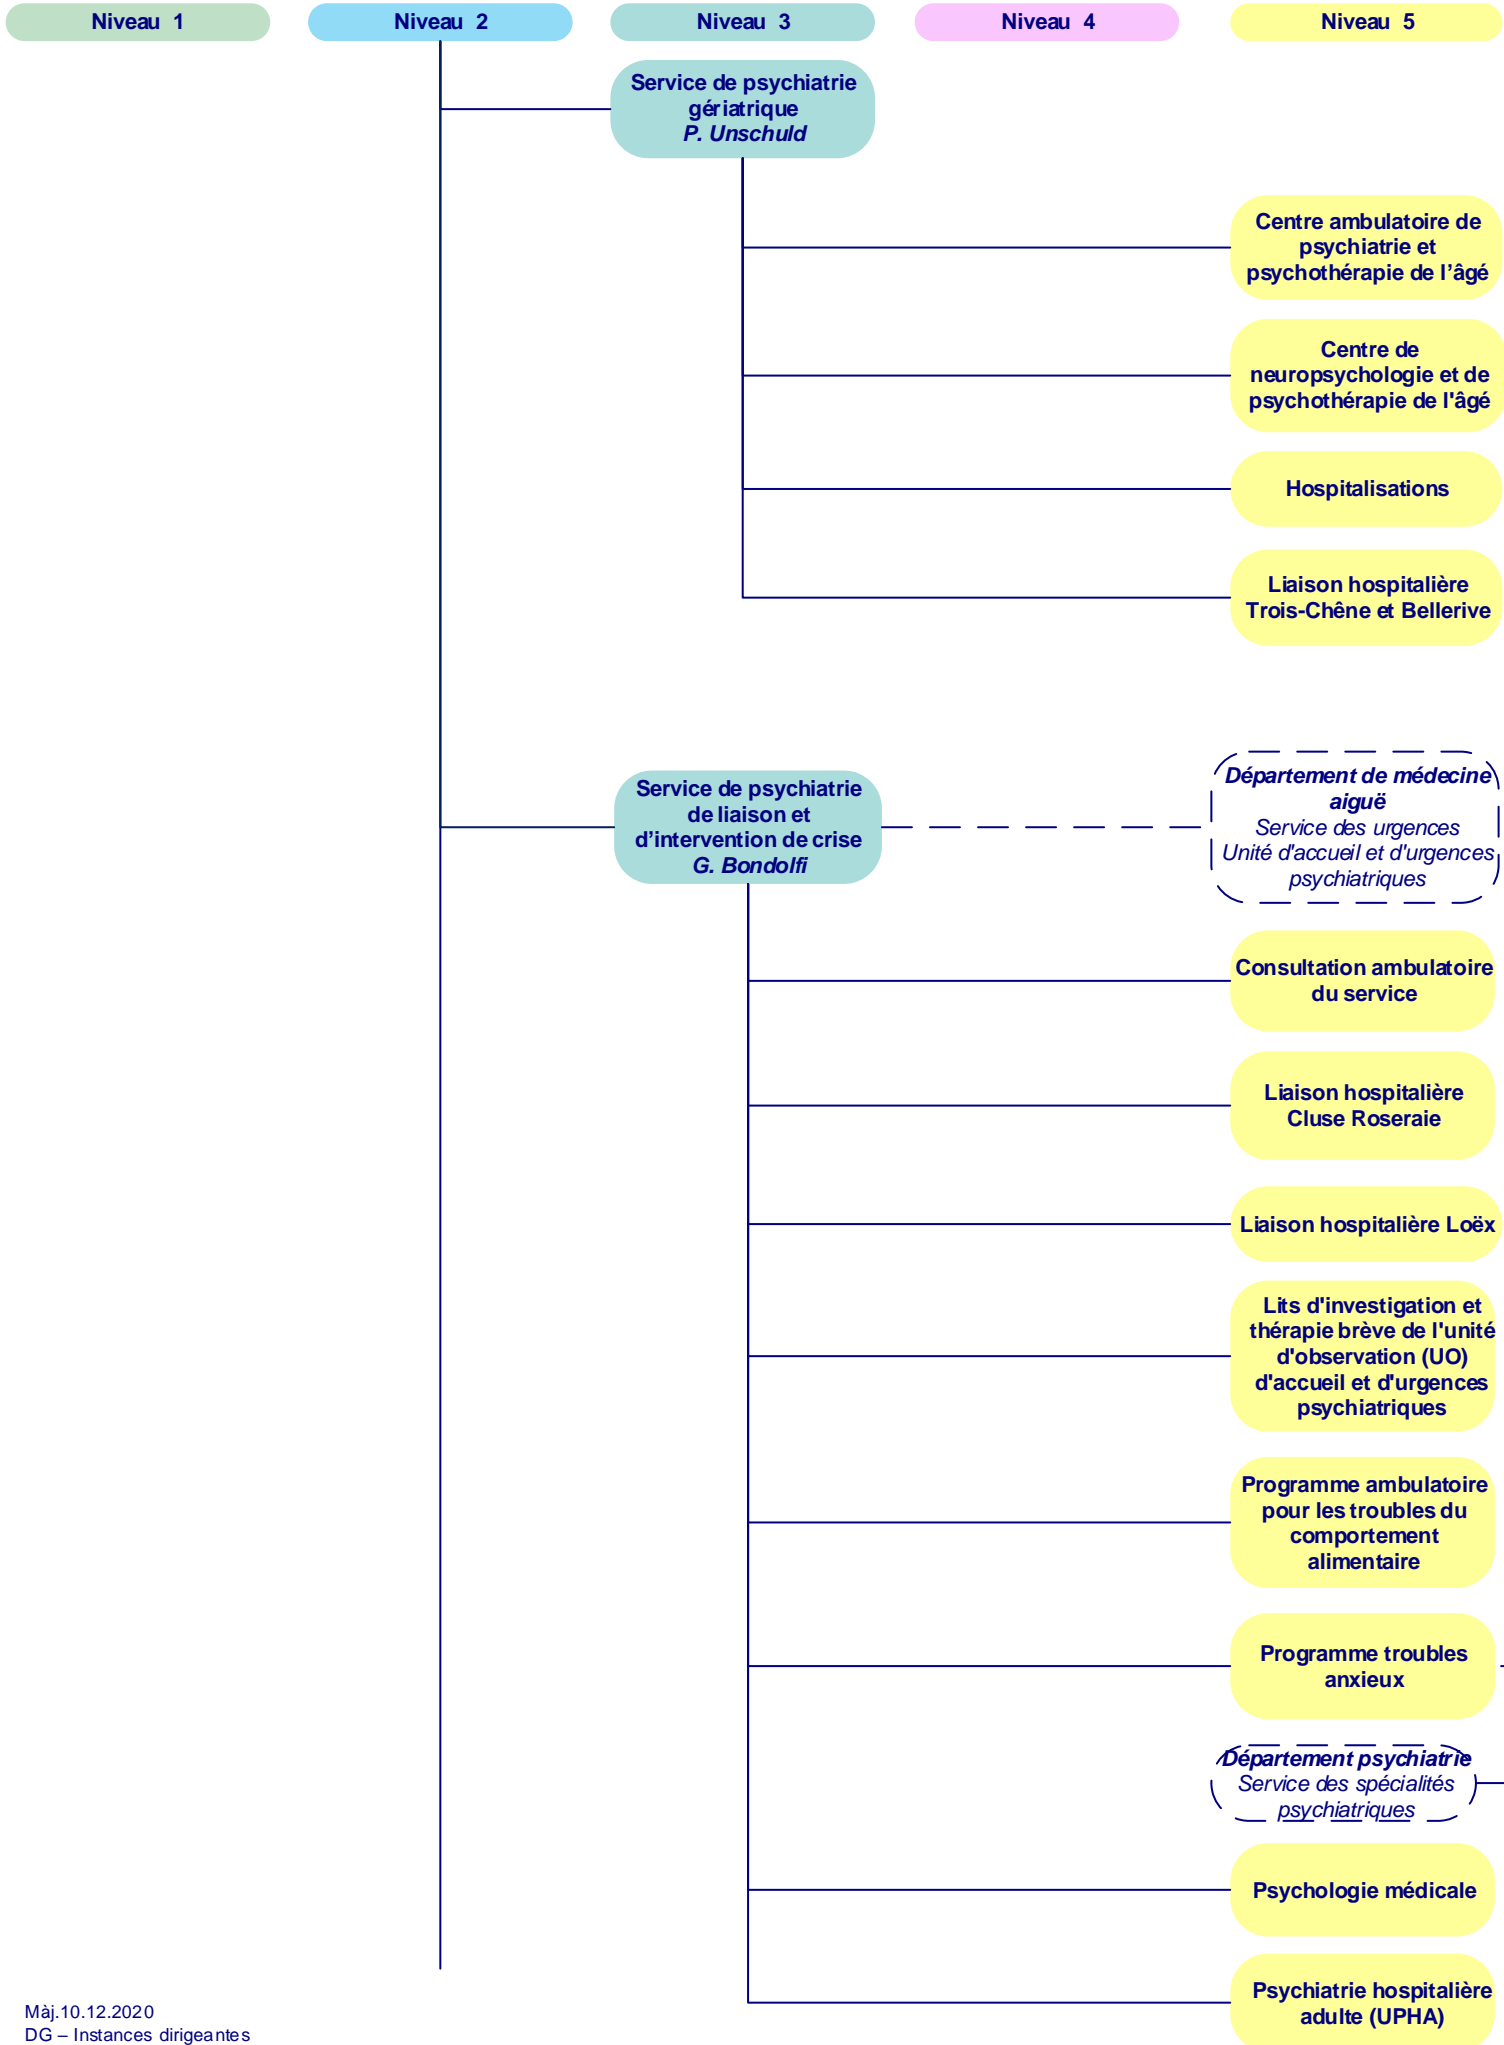 Niveau 1
Niveau 2
Niveau 3
Niveau 4
Niveau 5
Service de psychiatrie
gériatrique
P. Unschuld
Centre ambulatoire de
psychiatrie et
psychothérapie de l’âgé
Centre de
neuropsychologie et de
psychothérapie de l'âgé
Hospitalisations
Liaison hospitalière
Trois-Chêne et Bellerive
Service de psychiatrie
de liaison et
d’intervention de crise
G. Bondolfi
Département de médecine
aiguë
Service des urgences
Unité d'accueil et d'urgences
psychiatriques
Consultation ambulatoire
du service
Liaison hospitalière
Cluse Roseraie
Liaison hospitalière Loëx
Lits d'investigation et
thérapie brève de l'unité
d'observation (UO)
d'accueil et d'urgences
psychiatriques
Programme ambulatoire
pour les troubles du
comportement
alimentaire
Programme troubles
anxieux
Département psychiatrie
Service des spécialités
psychiatriques
Psychologie médicale
Psychiatrie hospitalière
adulte (UPHA)
Màj.10.12.2020
DG – Instances dirigeantes